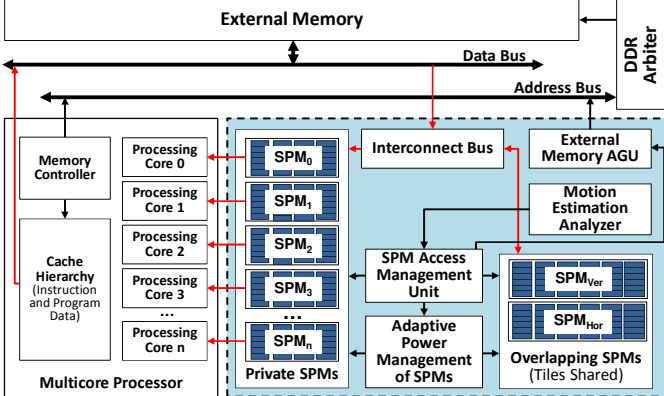 External Memory
DDR
Arbiter
Data Bus
Address Bus
Memory
Controller
Cache
Hierarchy
(Instruction
and Program
Data)
Multicore Processor
Processing
Core 0
Processing
Core 1
Processing
Core 2
Processing
Core 3
...
Processing
Core n
SPM0
SPM1
SPM2
SPM3
...
SPMn
Private SPMs
Interconnect Bus
External
Memory AGU
Motion
Estimation
Analyzer
SPM Access
Management
Unit
Adaptive
Power
Management
of SPMs
SPMVer
SPMHor
Overlapping SPMs
(Tiles Shared)